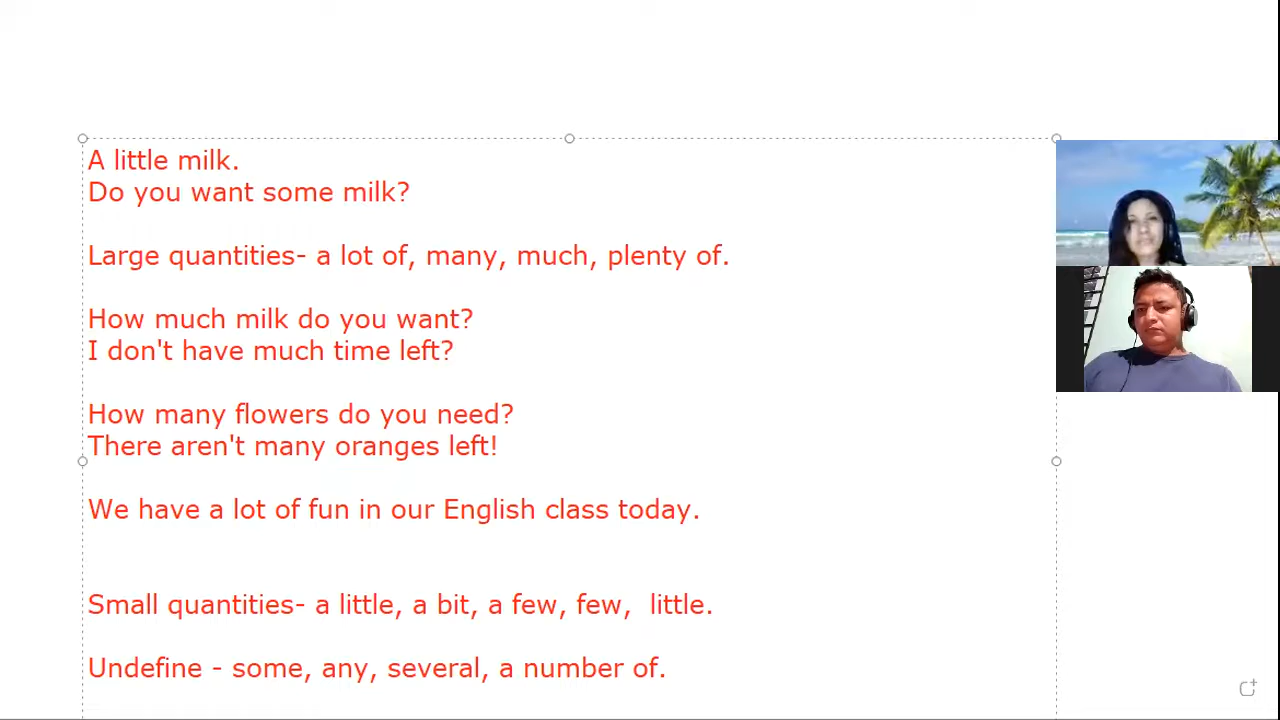 A little milk.
Do you want some milk?
Large quantities- a lot of, many, much, plenty of.
How much milk do you want?
I don't have much time left?
How many flowers do you need?
There aren't many oranges left!
We have a lot of fun in our English class today.
Small quantities- a little, a bit, a few, few,  little.
Undefine - some, any, several, a number of.